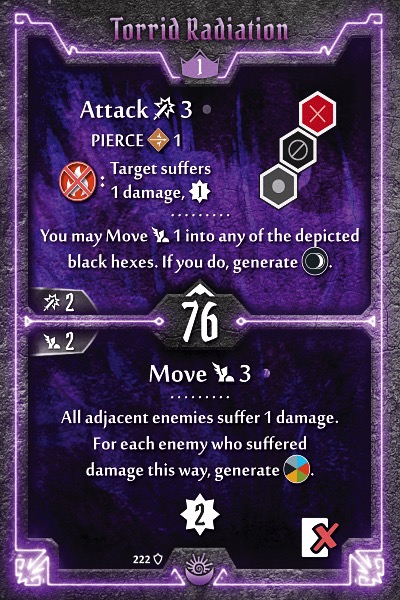 Torrid Radiation
1
Attack 3
PIERCE 1
: Target suffers
1 damage, 1
You may Move 1 into any of the depicted
black hexes. If you do, generate .
2
76
2
Move 3
All adjacent enemies suffer 1 damage.
For each enemy who suffered
damage this way, generate .
2
222